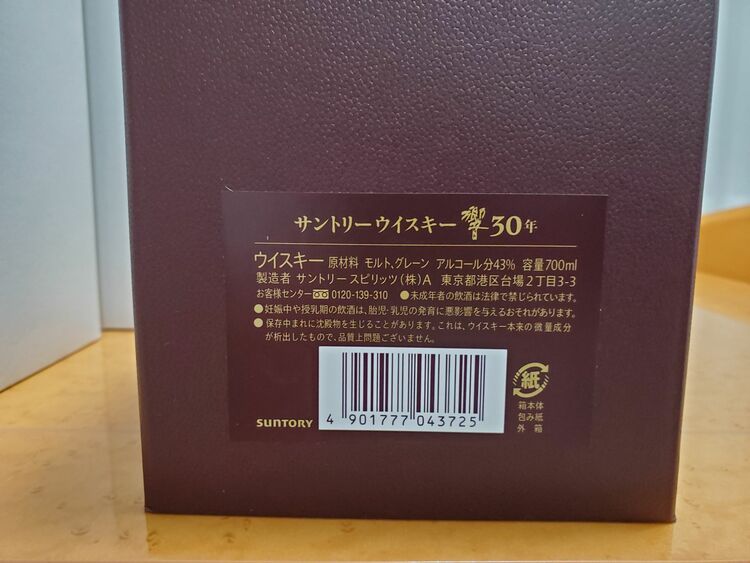 サントリーウイスキー 響 30年
ウイスキー 原材料 モルト、グレーン アルコール分43% 容量700ml
製造者 サントリー スピリッツ(株)A 東京都港区台場2丁目3-3
お客様センター 0120-139-310 ●未成年者の飲酒は法律で禁じられています。
●妊娠中や授乳期の飲酒は、胎児・乳児の発育に悪影響を与えるおそれがあります。
●保存中まれに沈殿物を生じることがあります。これは、ウイスキー本来の微量成分
が析出したもので、品質上問題ございません。
紙
箱本体
包み紙
外 箱
SUNTORY
4 901777 043725